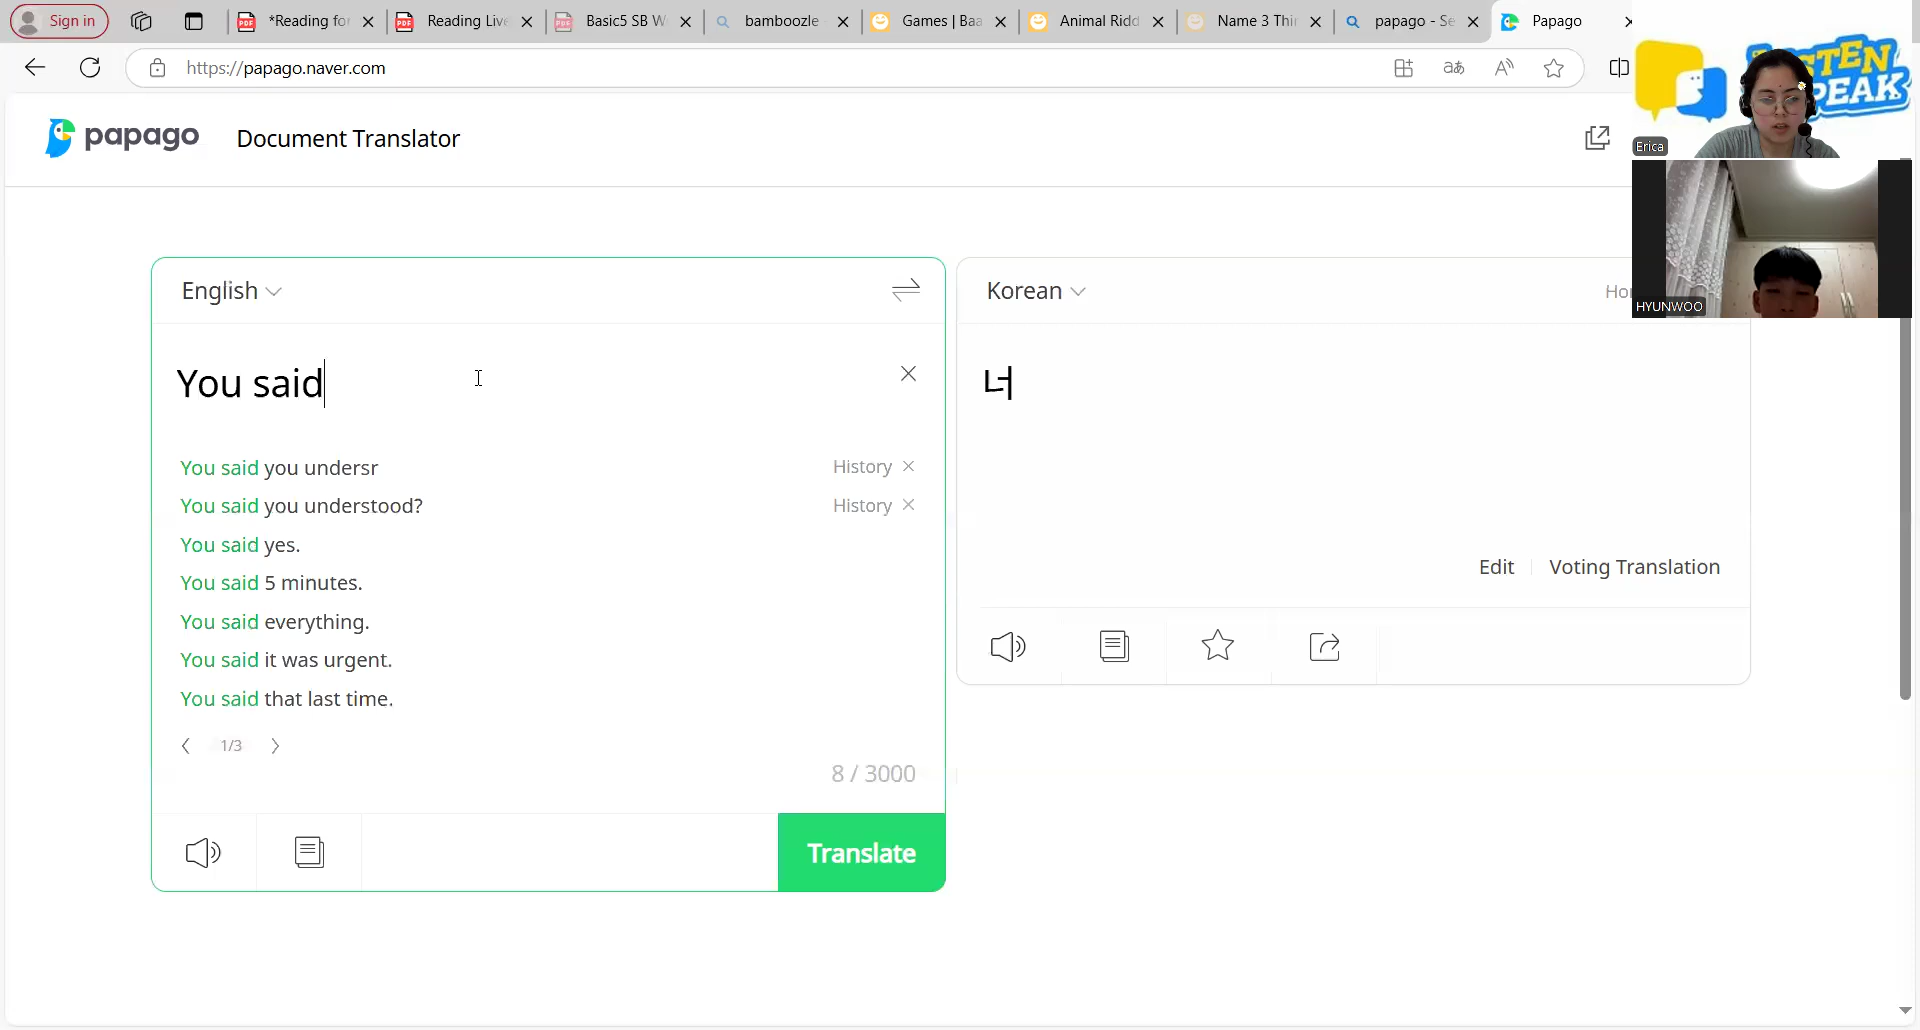 Sign in
*Reading fo
Reading Liv
Basic5 SB W
bamboozle
Games | Baa
Animal Ridd
Name 3 Thi
papago - Se
Papago
https://papago.naver.com
papago
Document Translator
STEN
PEAK
Erica
HYUNWOO
English
Korean
Ho
You said
너
You said you undersr
History
You said you understood?
History
You said yes.
You said 5 minutes.
You said everything.
You said it was urgent.
You said that last time.
Edit
Voting Translation
1/3
8 / 3000
Translate